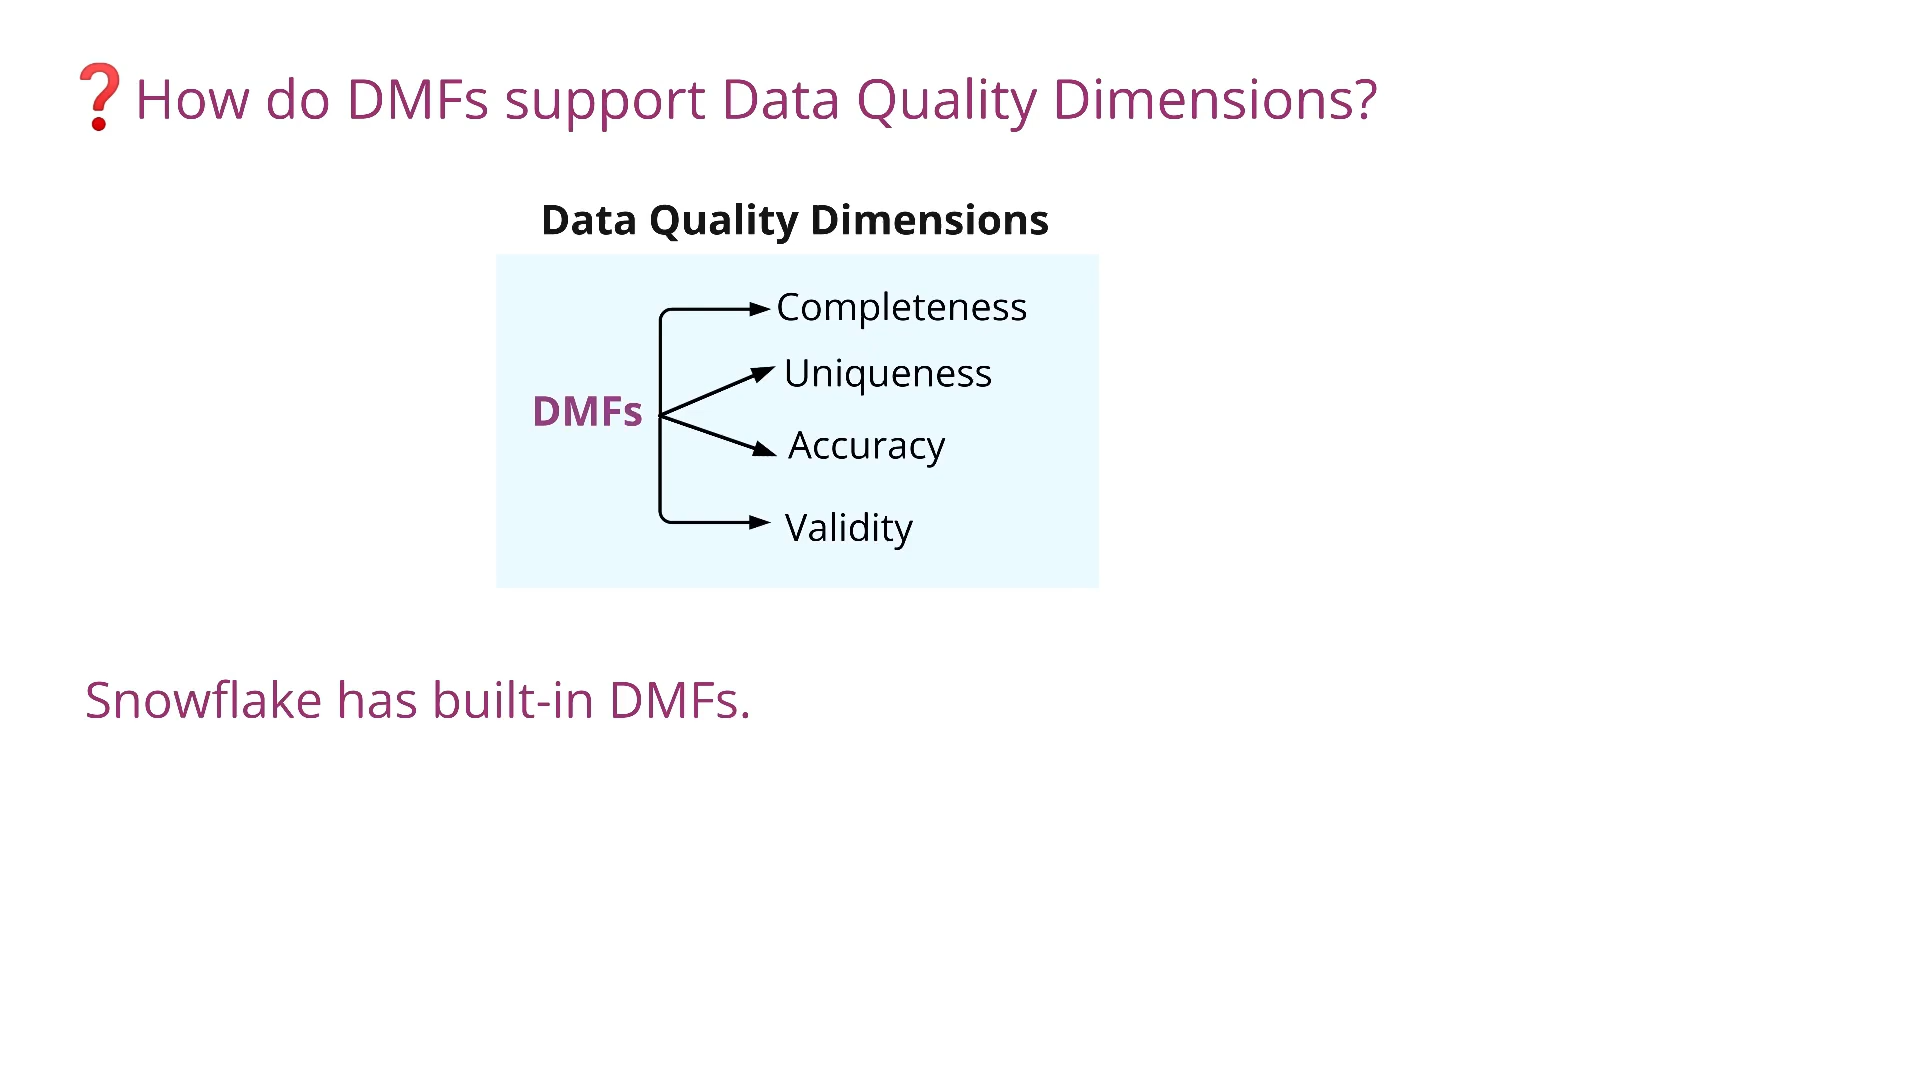 ❓How do DMFs support Data Quality Dimensions?
Data Quality Dimensions
Completeness
Uniqueness
DMFs
Accuracy
Validity
Snowflake has built-in DMFs.